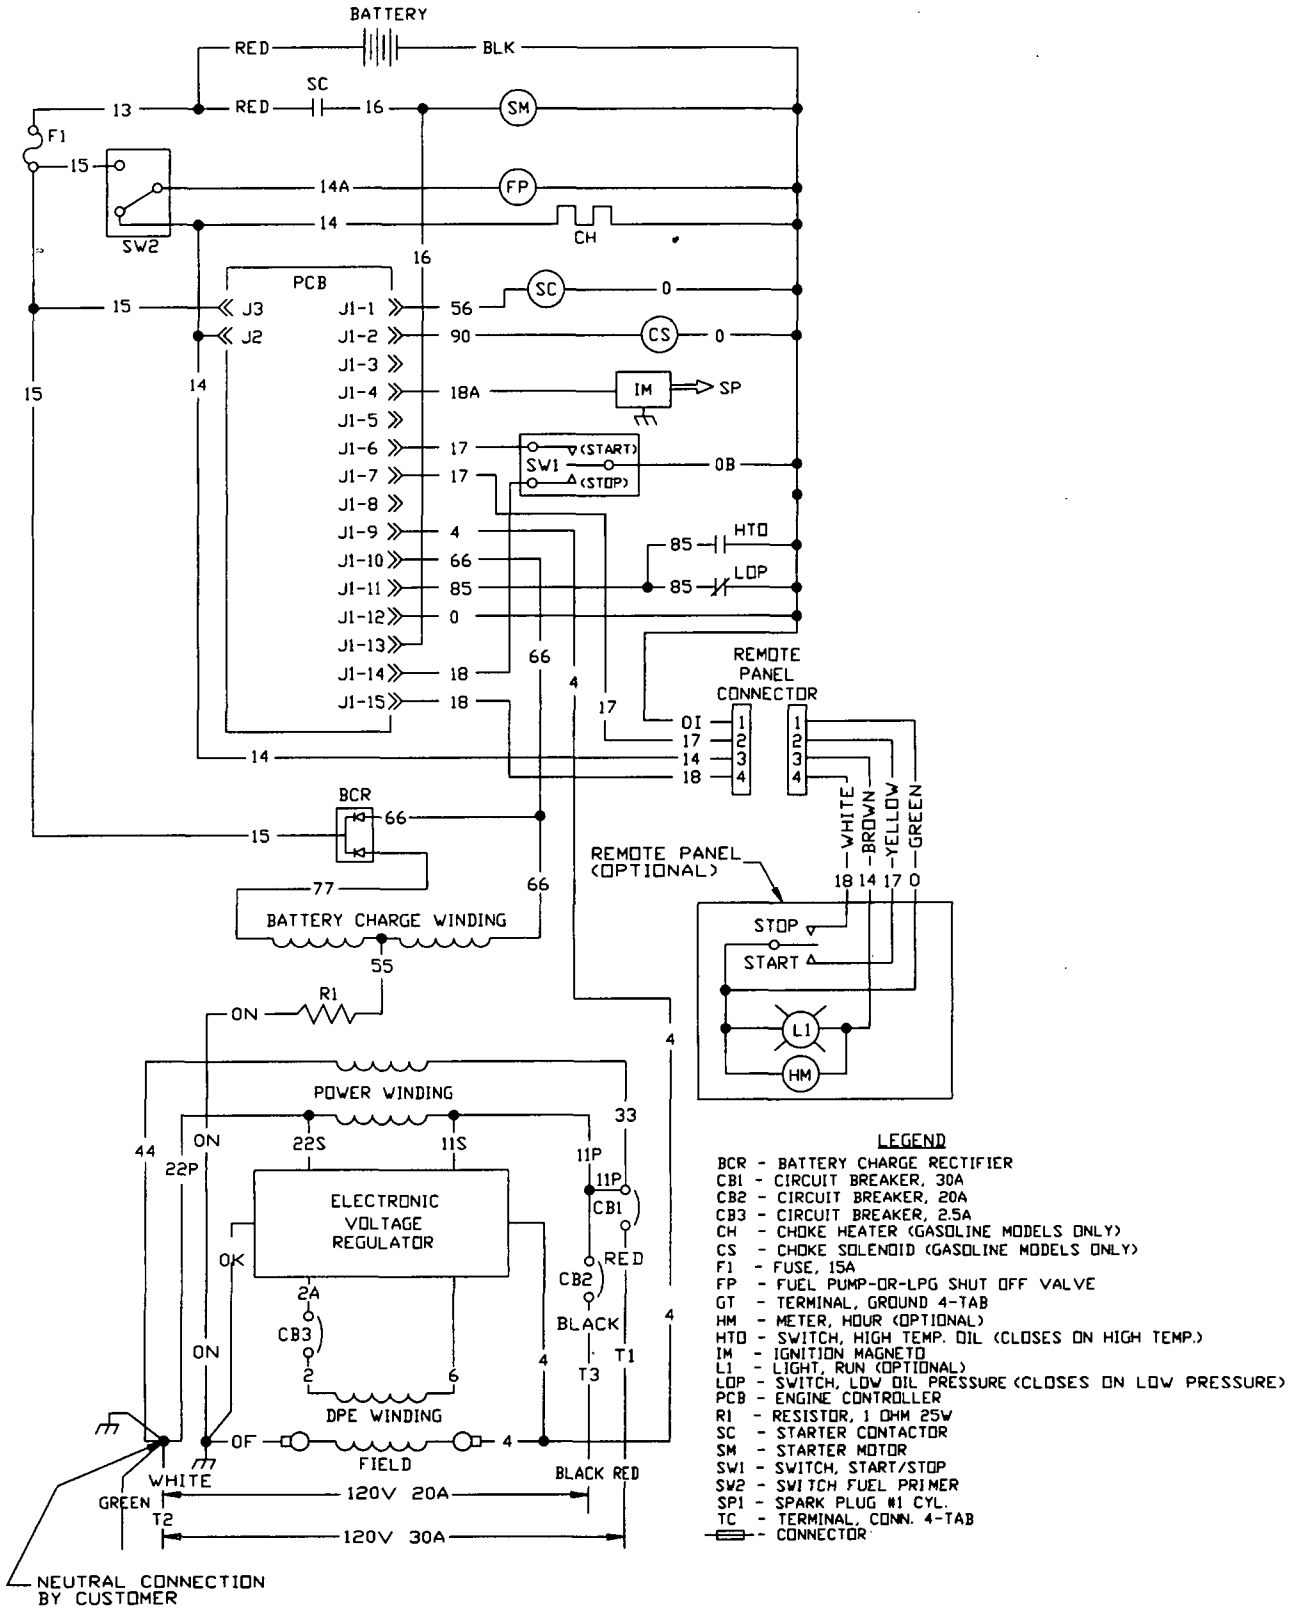 BATTERY
RED
BLK
SC
13
RED
16
SM
F1
15
14A
FP
14
CH
SW2
16
PCB
15
J3
J1-1
56
SC
0
J2
J1-2
90
CS
0
J1-3
15
14
J1-4
18A
IM
SP
J1-5
J1-6
17
(START)
SW1
0B
J1-7
17
(STOP)
J1-8
J1-9
4
HTO
85
J1-10
66
LOP
J1-11
85
85
J1-12
0
J1-13
66
REMOTE
PANEL
CONNECTOR
J1-14
18
4
J1-15
18
17
OI
1
1
17
2
2
14
14
3
3
18
4
4
BCR
66
WHITE
BROWN
YELLOW
GREEN
15
REMOTE PANEL
(OPTIONAL)
77
66
18
14
17
0
BATTERY CHARGE WINDING
STOP
55
START
R1
ON
L1
4
HM
POWER WINDING
33
44
ON
22S
11S
11P
22P
11P
ELECTRONIC
VOLTAGE
REGULATOR
CB1
OK
RED
2A
CB2
CB3
BLACK
4
ON
2
6
4
T3
T1
DPE WINDING
OF
4
FIELD
WHITE
BLACK RED
GREEN
120V 20A
T2
120V 30A
NEUTRAL CONNECTION
BY CUSTOMER
LEGEND
BCR - BATTERY CHARGE RECTIFIER
CB1 - CIRCUIT BREAKER, 30A
CB2 - CIRCUIT BREAKER, 20A
CB3 - CIRCUIT BREAKER, 2.5A
CH - CHOKE HEATER (GASOLINE MODELS ONLY)
CS - CHOKE SOLENOID (GASOLINE MODELS ONLY)
F1 - FUSE, 15A
FP - FUEL PUMP-OR-LPG SHUT OFF VALVE
GT - TERMINAL, GROUND 4-TAB
HM - METER, HOUR (OPTIONAL)
HTO - SWITCH, HIGH TEMP. OIL (CLOSES ON HIGH TEMP.)
IM - IGNITION MAGNETO
L1 - LIGHT, RUN (OPTIONAL)
LOP - SWITCH, LOW OIL PRESSURE (CLOSES ON LOW PRESSURE)
PCB - ENGINE CONTROLLER
R1 - RESISTOR, 1 OHM 25W
SC - STARTER CONTACTOR
SM - STARTER MOTOR
SW1 - SWITCH, START/STOP
SW2 - SWITCH FUEL PRIMER
SP1 - SPARK PLUG #1 CYL.
TC - TERMINAL, CONN. 4-TAB
- CONNECTOR